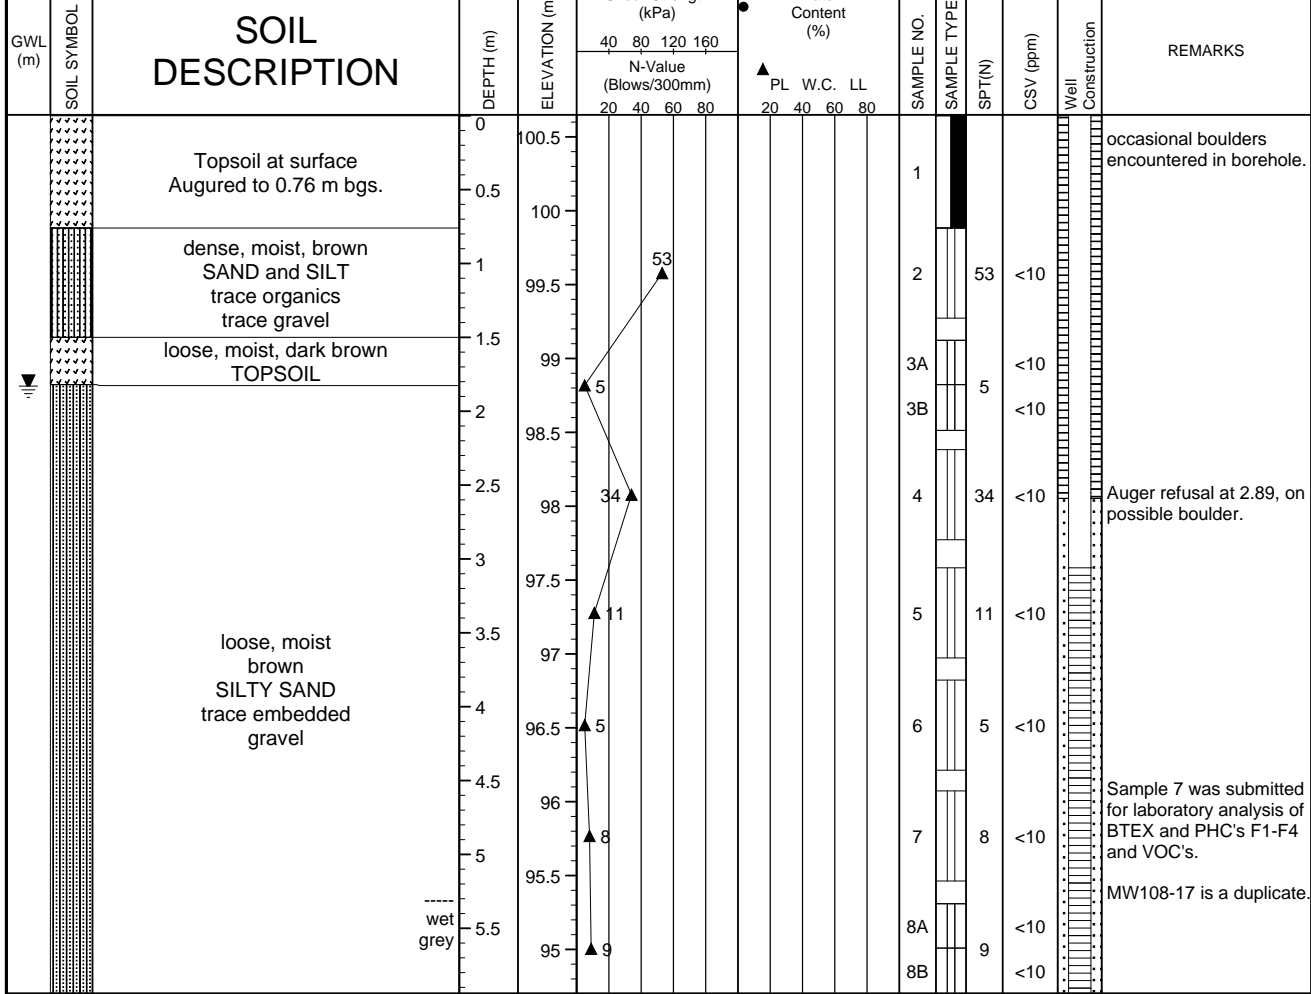 GWL
(m)
SOIL SYMBOL
SOIL
DESCRIPTION
DEPTH (m)
ELEVATION (m
(kPa)
40 80 120 160
N-Value
(Blows/300mm)
20 40 60 80
Content
(%)
PL W.C. LL
20 40 60 80
SAMPLE NO.
SAMPLE TYPE
SPT(N)
CSV (ppm)
Well
Construction
REMARKS
Topsoil at surface
Augured to 0.76 m bgs.
dense, moist, brown
SAND and SILT
trace organics
trace gravel
loose, moist, dark brown
TOPSOIL
loose, moist
brown
SILTY SAND
trace embedded
gravel
-----
wet
grey
0
0.5
1
1.5
2
2.5
3
3.5
4
4.5
5
5.5
100.5
100
99.5
99
98.5
98
97.5
97
96.5
96
95.5
95
53
5
34
11
5
8
9
1
2 53 <10
3A <10
5
3B <10
4 34 <10
5 11 <10
6 5 <10
7 8 <10
8A <10
9
8B <10
occasional boulders
encountered in borehole.
Auger refusal at 2.89, on
possible boulder.
Sample 7 was submitted
for laboratory analysis of
BTEX and PHC's F1-F4
and VOC's.
MW108-17 is a duplicate.